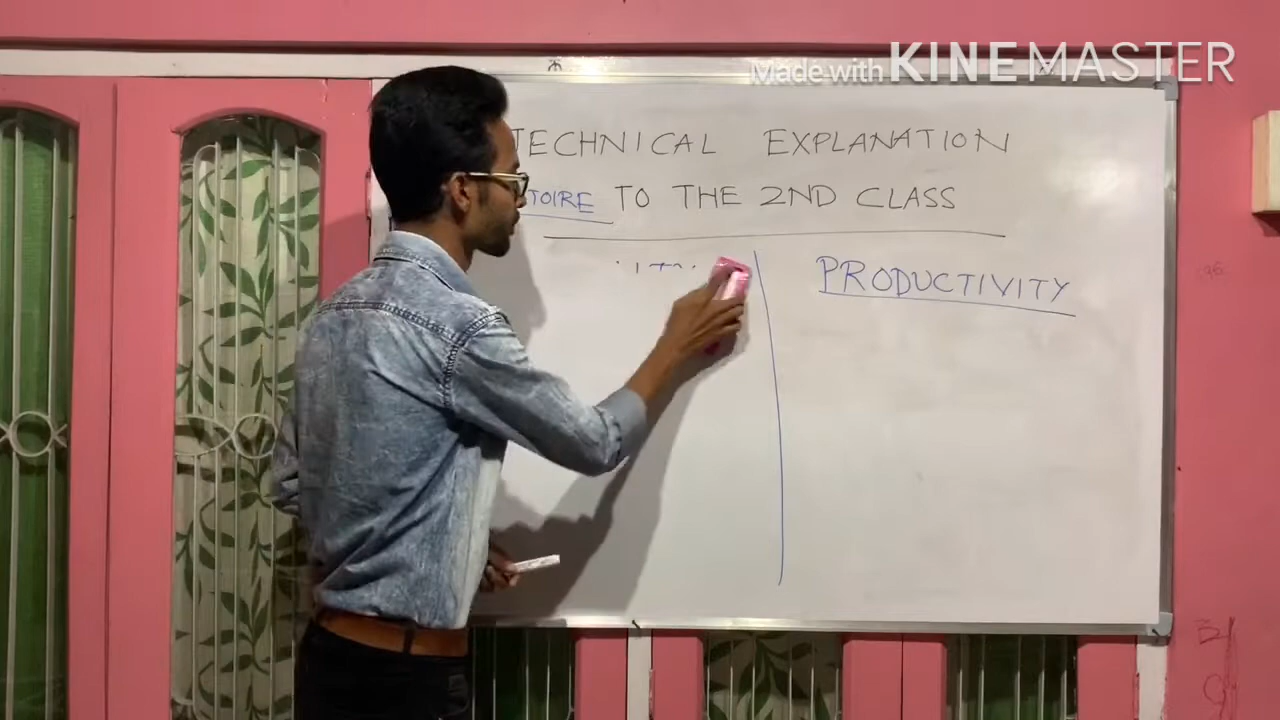 Made with KINEMASTER
TECHNICAL EXPLANATION
TOIRE TO THE 2ND CLASS
PRODUCTIVITY